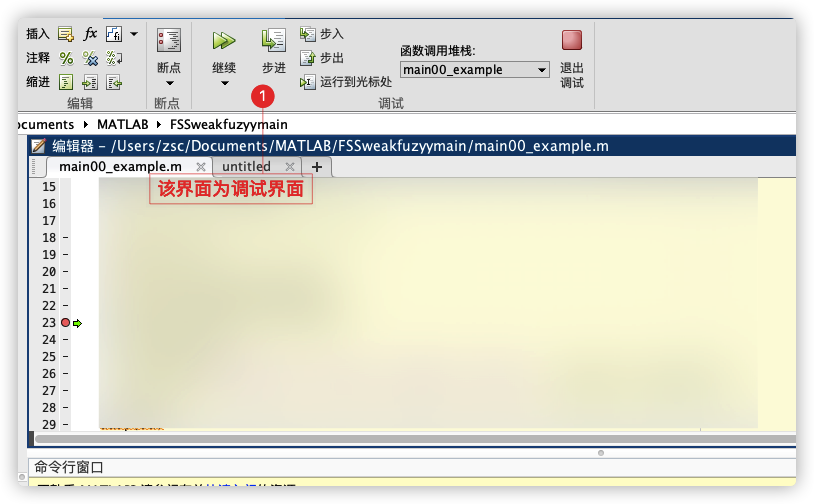 插入 fx 步入
注释 步出
断点 继续 步进 函数调用堆栈: 退出
缩进 运行到光标处 main00_example 调试
编辑 断点 调试
1
ocuments MATLAB FSSweakfuzyymain
编辑器 - /Users/zsc/Documents/MATLAB/FSSweakfuzyymain/main00_example.m
main00_example.m untitled +
该界面为调试界面
15
16
17
18 -
19 -
20 -
21 -
22 -
23
24 -
25 -
26 -
27 -
28 -
29 -
命令行窗口